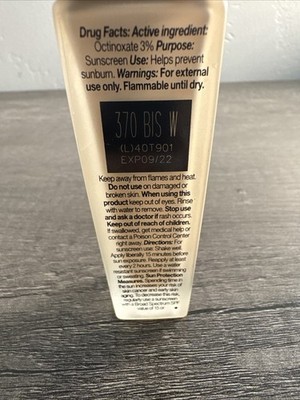 Drug Facts: Active ingredient:
Octinoxate 3% Purpose:
Sunscreen Use: Helps prevent
sunburn. Warnings: For external
use only. Flammable until dry.
370 BIS W
(L)40T901
EXP09/22
Keep away from flames and heat.
Do not use on damaged or
broken skin. When using this
product keep out of eyes. Rinse
with water to remove. Stop use
and ask a doctor if rash occurs.
Keep out of reach of children.
If swallowed, get medical help or
contact a Poison Control Center
right away. Directions: For
sunscreen use: Shake well.
Apply liberally 15 minutes before
sun exposure. Reapply at least
every 2 hours. Use a water
resistant sunscreen if swimming
or sweating. Sun Protection
Measures. Spending time in
the sun increases your risk of
skin cancer and early skin
aging. To decrease this risk,
regularly use a sunscreen
with a Broad Spectrum SPF
value of 15 or